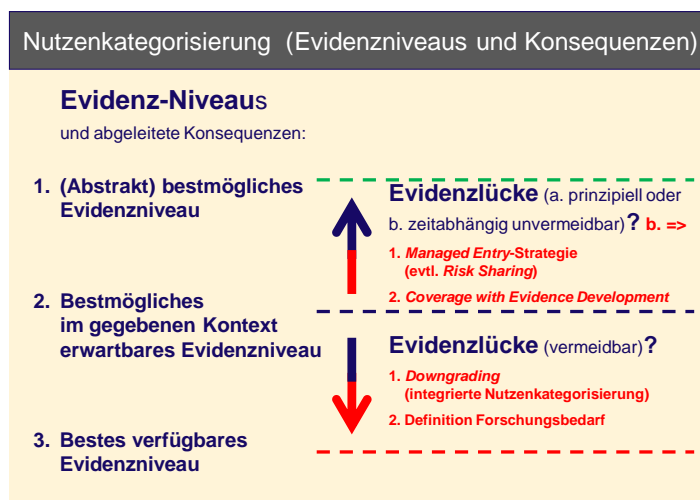 Nutzenkategorisierung (Evidenzniveaus und Konsequenzen)
Evidenz-Niveaus
und abgeleitete Konsequenzen:
1. (Abstrakt) bestmögliches
Evidenzniveau
Evidenzlücke (a. prinzipiell oder
b. zeitabhängig unvermeidbar)? b. =>
1. Managed Entry-Strategie
(evtl. Risk Sharing)
2. Coverage with Evidence Development
2. Bestmögliches
im gegebenen Kontext
erwartbares Evidenzniveau
Evidenzlücke (vermeidbar)?
1. Downgrading
(integrierte Nutzenkategorisierung)
2. Definition Forschungsbedarf
3. Bestes verfügbares
Evidenzniveau